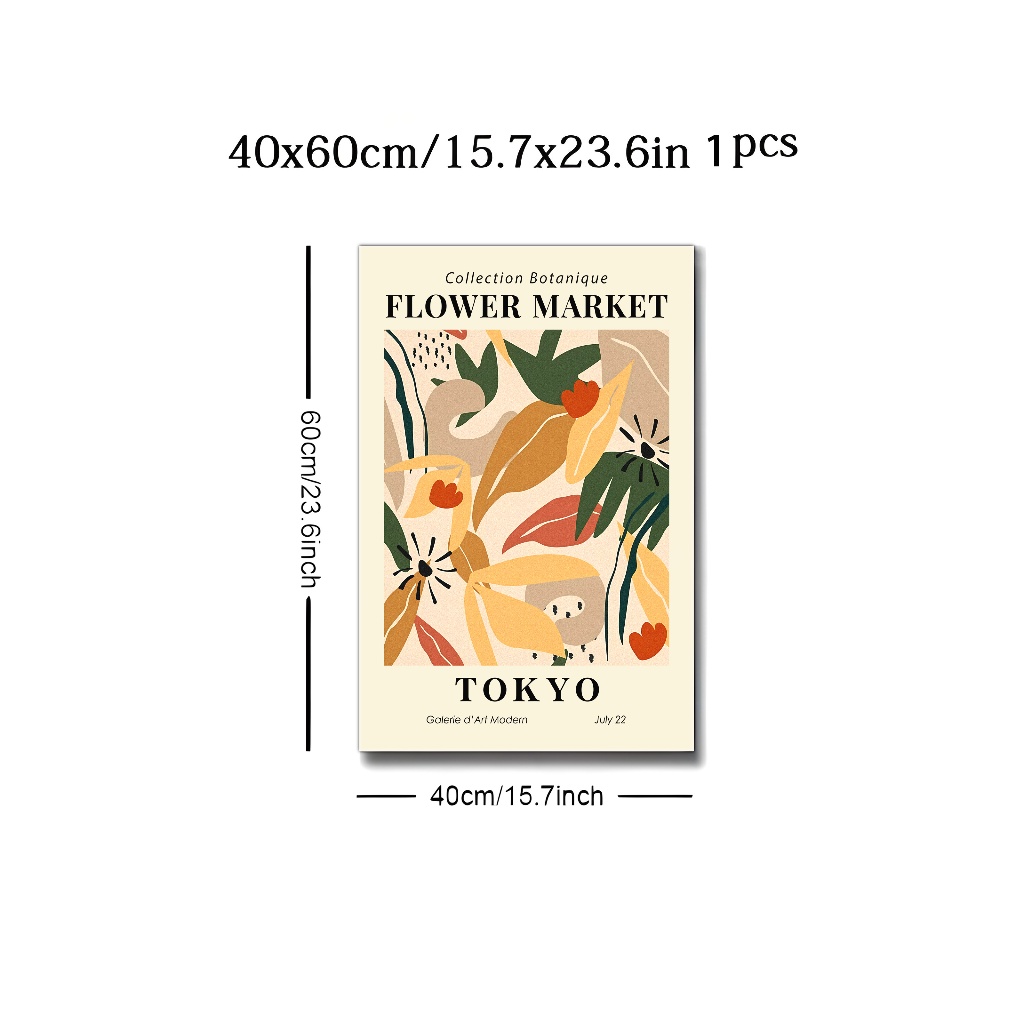 40x60cm/15.7x23.6in 1pcs
Collection Botanique
FLOWER MARKET
60cm/23.6inch
TOKYO
Galerie d'Art Modern July 22
40cm/15.7inch